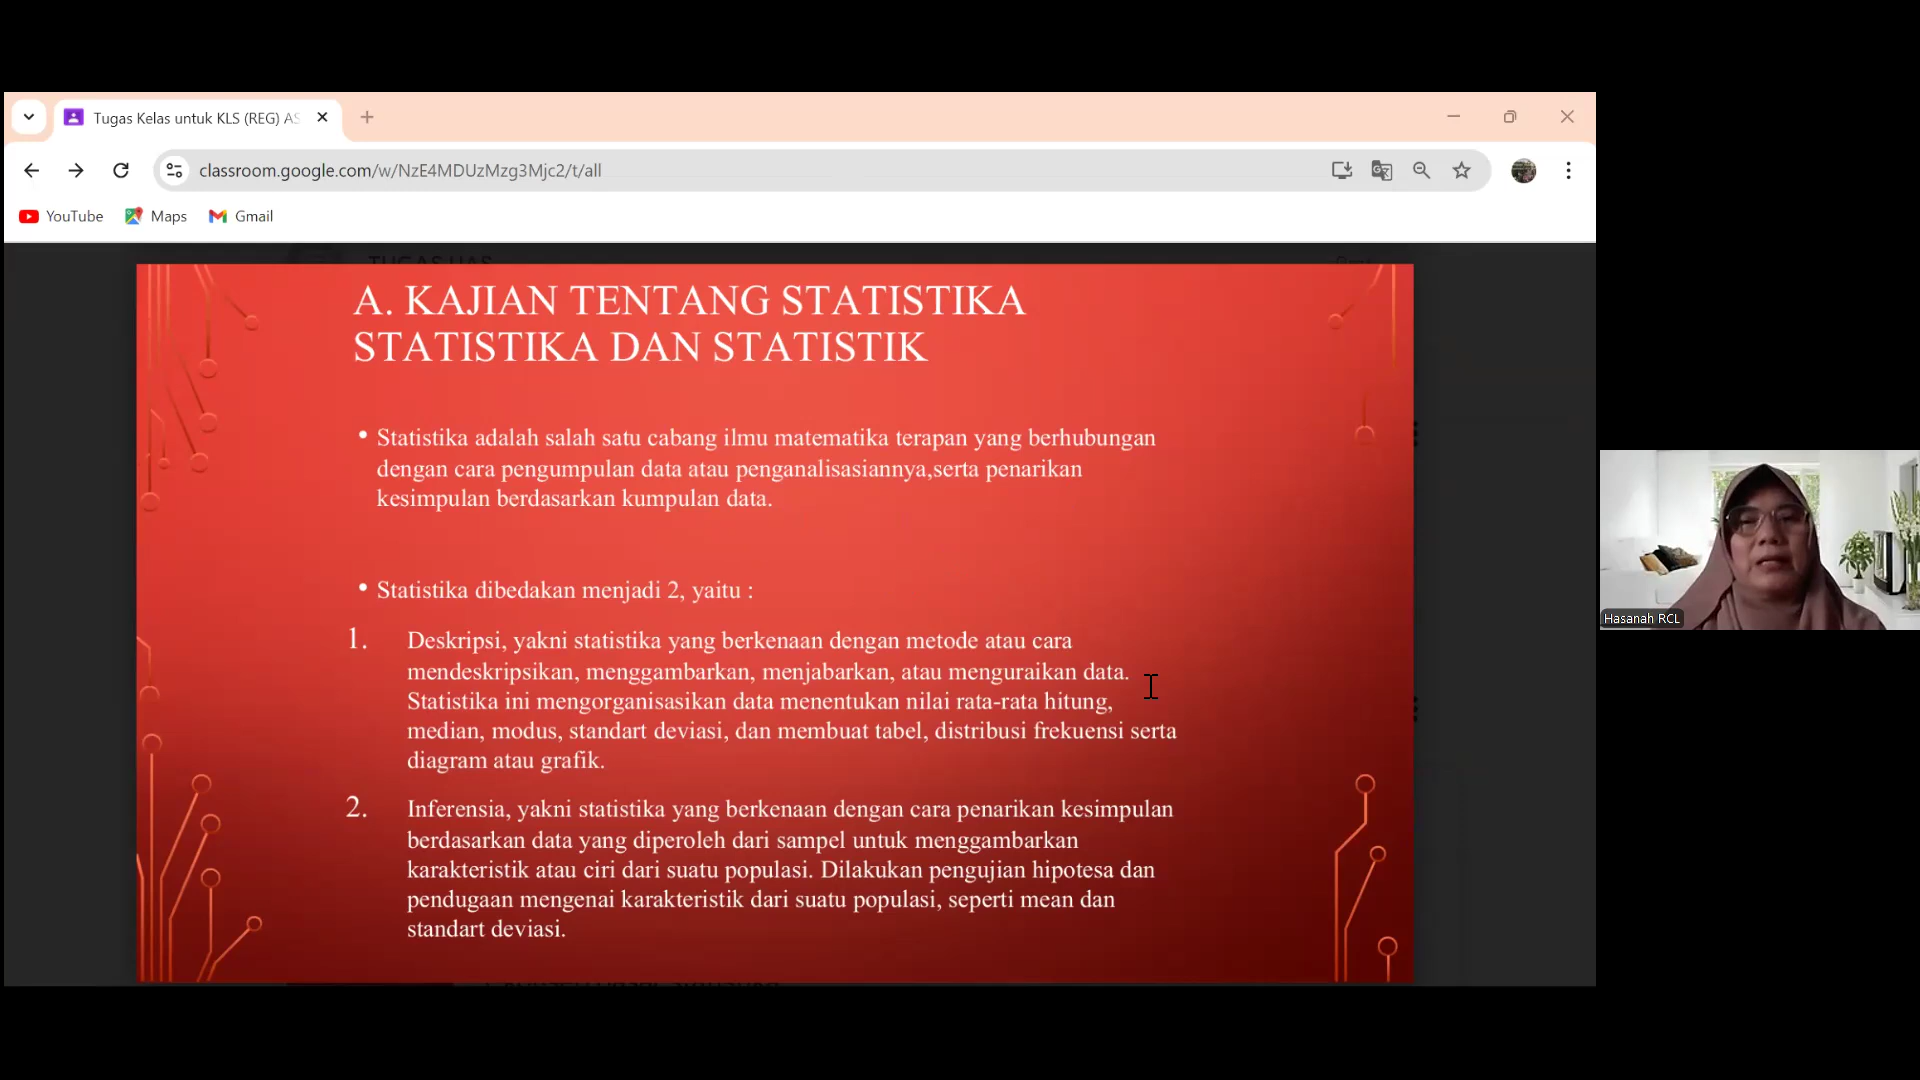 Tugas Kelas untuk KLS (REG) AS
classroom.google.com/w/NzE4MDUzMzg3Mjc2/t/all
YouTube
Maps
Gmail
A. KAJIAN TENTANG STATISTIKA
STATISTIKA DAN STATISTIK
• Statistika adalah salah satu cabang ilmu matematika terapan yang berhubungan
dengan cara pengumpulan data atau penganalisasiannya,serta penarikan
kesimpulan berdasarkan kumpulan data.
• Statistika dibedakan menjadi 2, yaitu :
1. Deskripsi, yakni statistika yang berkenaan dengan metode atau cara
mendeskripsikan, menggambarkan, menjabarkan, atau menguraikan data.
Statistika ini mengorganisasikan data menentukan nilai rata-rata hitung,
median, modus, standart deviasi, dan membuat tabel, distribusi frekuensi serta
diagram atau grafik.
2. Inferensia, yakni statistika yang berkenaan dengan cara penarikan kesimpulan
berdasarkan data yang diperoleh dari sampel untuk menggambarkan
karakteristik atau ciri dari suatu populasi. Dilakukan pengujian hipotesa dan
pendugaan mengenai karakteristik dari suatu populasi, seperti mean dan
standart deviasi.
Hasanah RCL